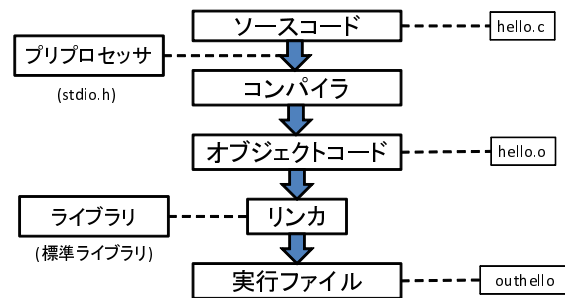 ソースコード
hello.c
プリプロセッサ
(stdio.h)
コンパイラ
オブジェクトコード
hello.o
ライブラリ
リンカ
(標準ライブラリ)
実行ファイル
outhello